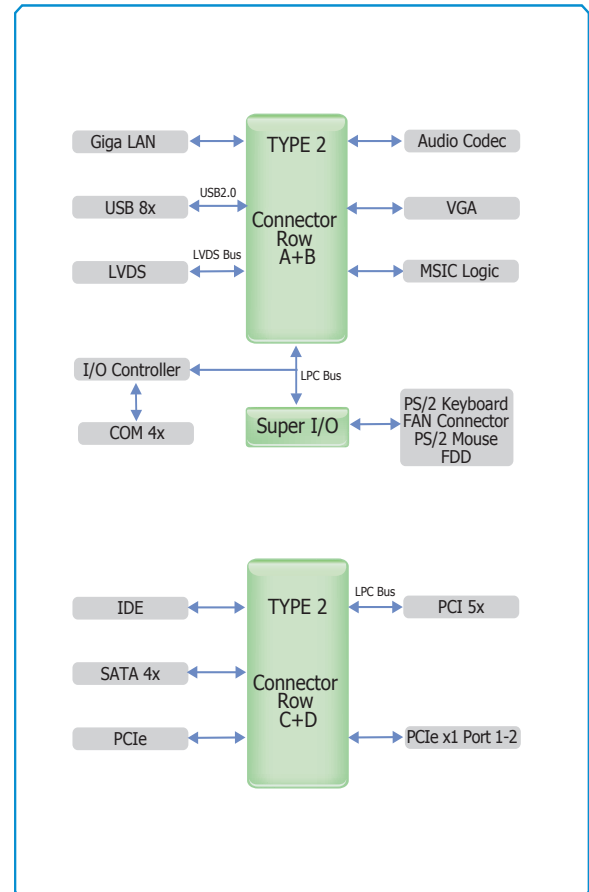 Giga LAN
TYPE 2
Audio Codec
USB2.0
USB 8x
Connector
Row
A+B
VGA
LVDS Bus
LVDS
MSIC Logic
I/O Controller
LPC Bus
COM 4x
Super I/O
PS/2 Keyboard
FAN Connector
PS/2 Mouse
FDD
IDE
TYPE 2
LPC Bus
PCI 5x
SATA 4x
Connector
Row
C+D
PCIe
PCIe x1 Port 1-2